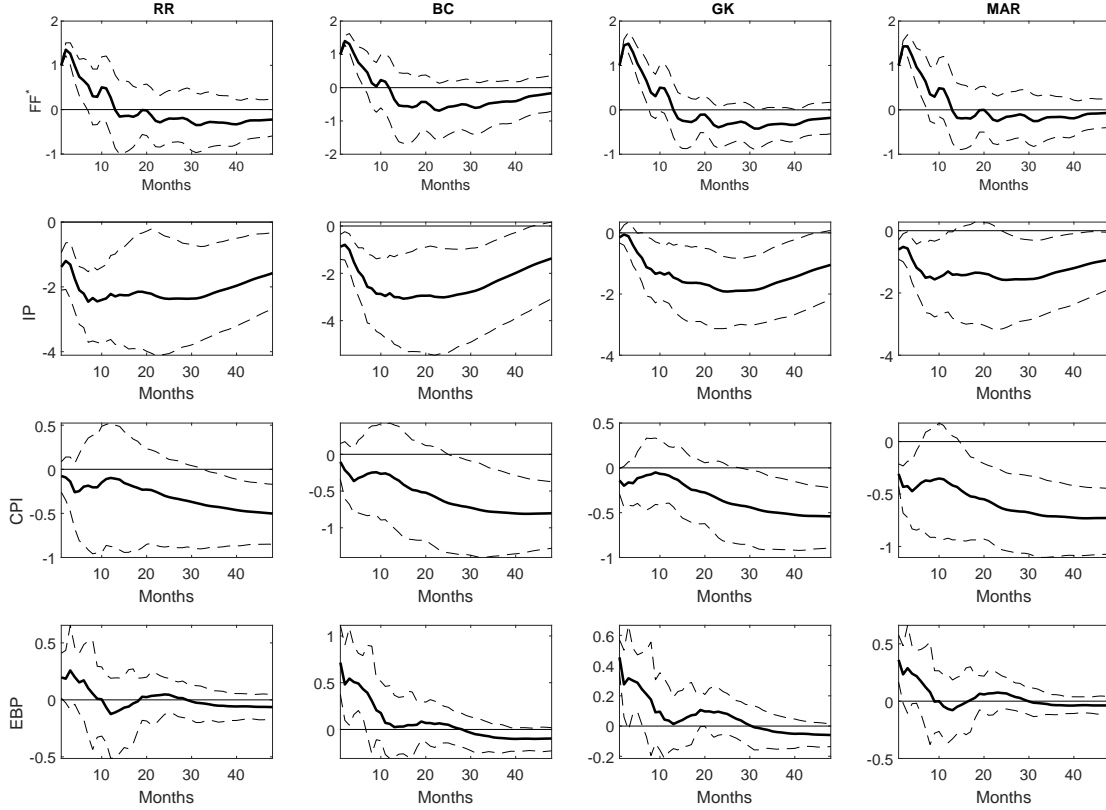 RR BC GK MAR
FF*
2 1 0 -1
10 20 30 40
Months
2 1 0 -1 -2
10 20 30 40
Months
2 1 0 -1
10 20 30 40
Months
2 1 0 -1
10 20 30 40
Months
IP
0 -2 -4
10 20 30 40
Months
0 -2 -4
10 20 30 40
Months
0 -2 -4
10 20 30 40
Months
0 -2 -4
10 20 30 40
Months
CPI
0.5 0 -0.5 -1
10 20 30 40
Months
0 -0.5 -1
10 20 30 40
Months
0.5 0 -0.5 -1
10 20 30 40
Months
0 -0.5 -1
10 20 30 40
Months
EBP
0.5 0 -0.5
10 20 30 40
Months
1 0.5 0
10 20 30 40
Months
0.6 0.4 0.2 0 -0.2
10 20 30 40
Months
0.5 0 0.5
10 20 30 40
Months